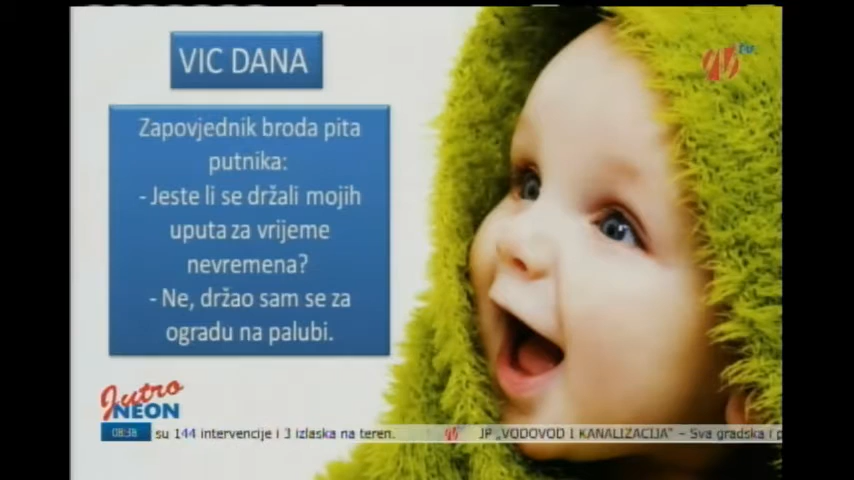 VIC DANA
Zapovjednik broda pita
putnika:
- Jeste li se držali mojih
uputa za vrijeme
nevremena?
- Ne, držao sam se za
ogradu na palubi.
Jutro
NEON
08:38 su 144 intervencije i 3 izlaska na teren. JP „VODOVOD I KANALIZACIJA" – Sva gradska i p